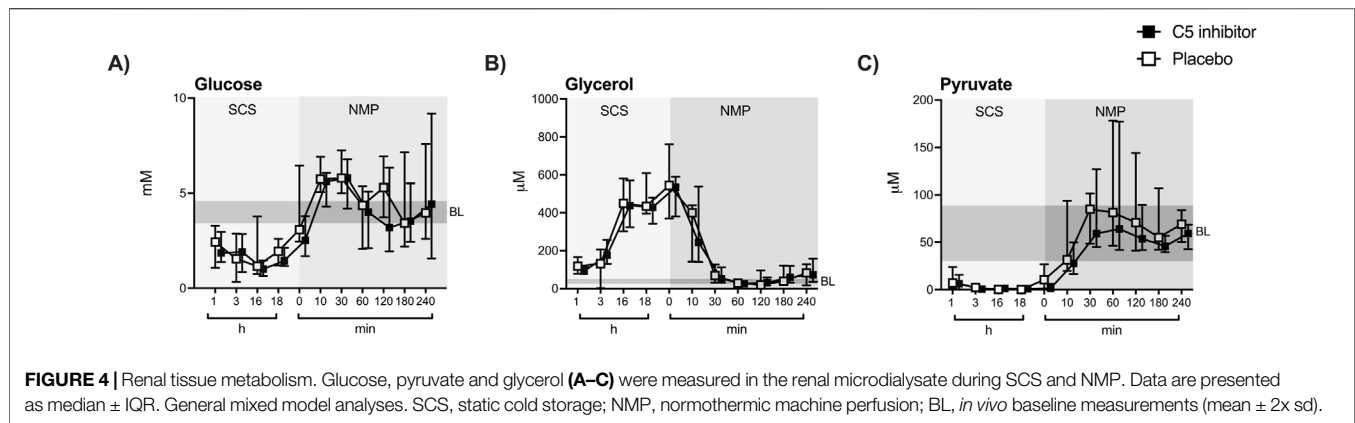 C5 inhibitor
Placebo
A)
Glucose
10
5
0
mM
SCS
NMP
BL
1 3 16 18 0 10 30 60 120 180 240
h
min
B)
Glycerol
1000
800
600
400
200
0
μM
SCS
NMP
BL
1 3 16 18 0 10 30 60 120 180 240
h
min
C)
Pyruvate
200
150
100
50
0
μM
SCS
NMP
BL
1 3 16 18 0 10 30 60 120 180 240
h
min
FIGURE 4 | Renal tissue metabolism. Glucose, pyruvate and glycerol (A–C) were measured in the renal microdialysate during SCS and NMP. Data are presented
as median ± IQR. General mixed model analyses. SCS, static cold storage; NMP, normothermic machine perfusion; BL, in vivo baseline measurements (mean ± 2x sd).